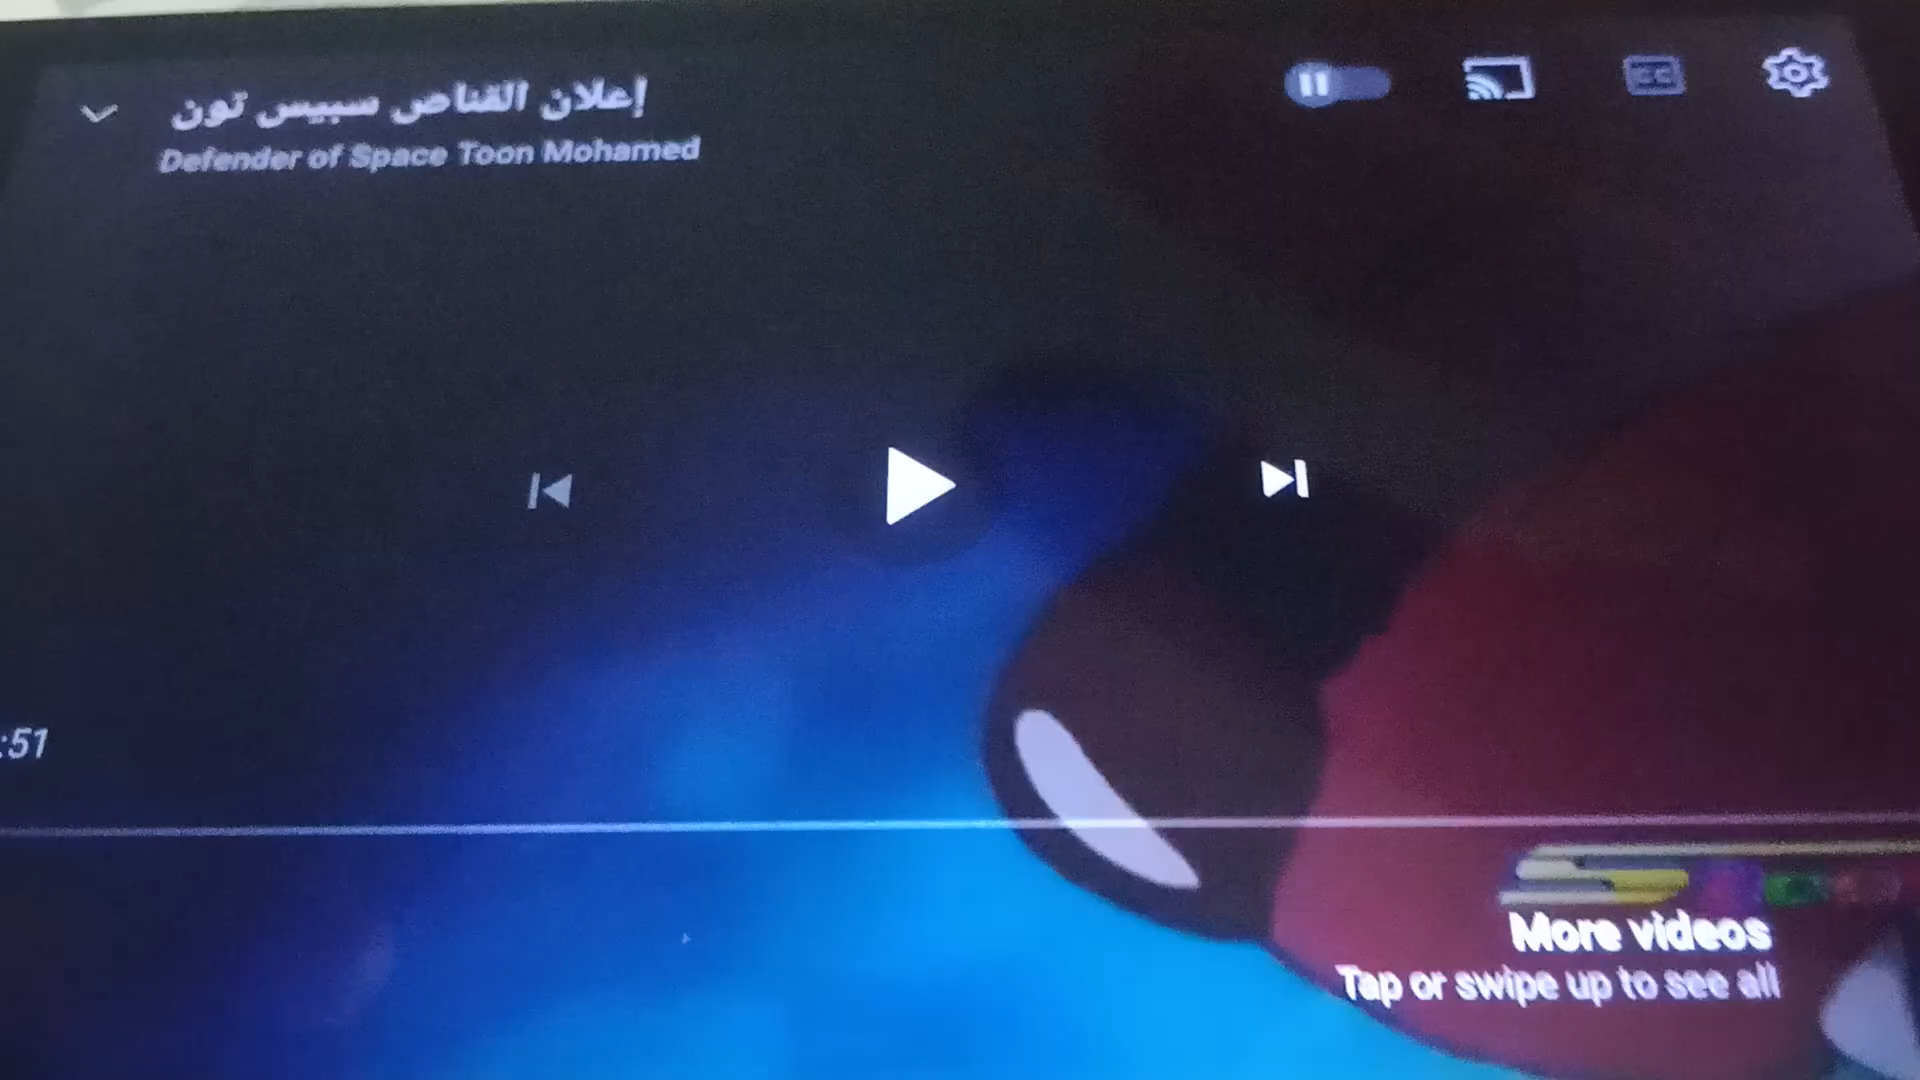 إعلان القناص سبيس تون
Defender of Space Toon Mohamed
CC
:51
More videos
Tap or swipe up to see all